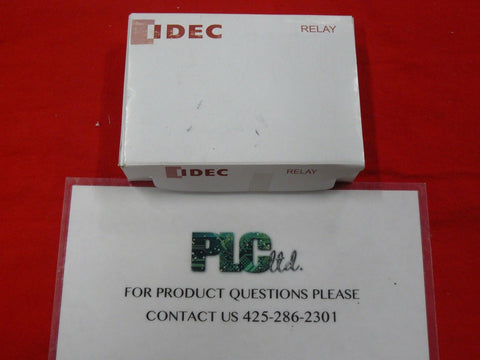 IDEC RELAY
IDEC RELAY
PLC ltd.
FOR PRODUCT QUESTIONS PLEASE
CONTACT US 425-286-2301